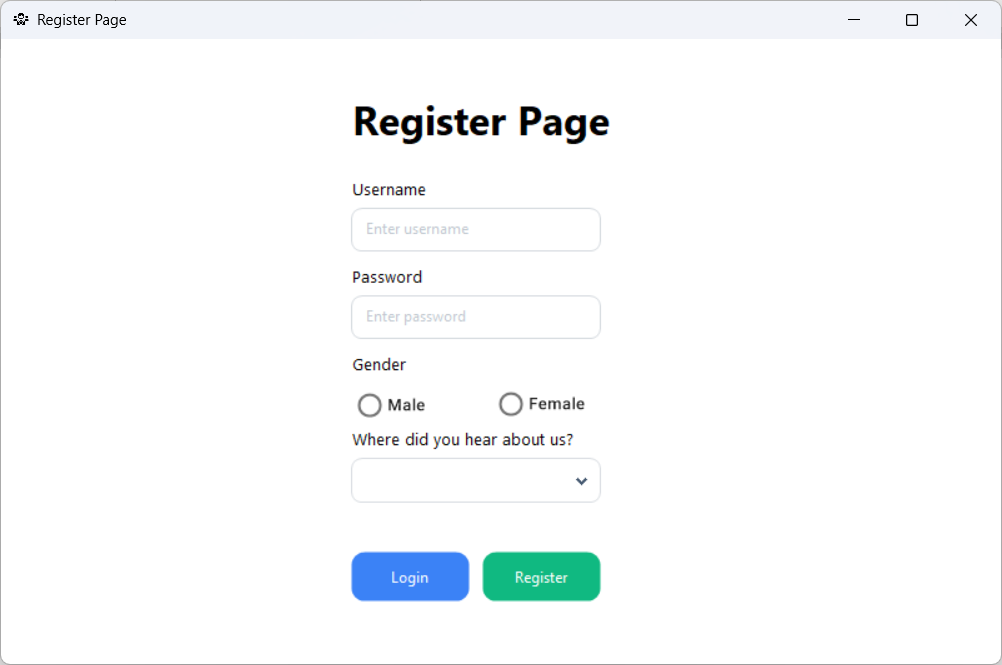 Register Page
Register Page
Username
Enter username
Password
Enter password
Gender
Male Female
Where did you hear about us?
Login Register